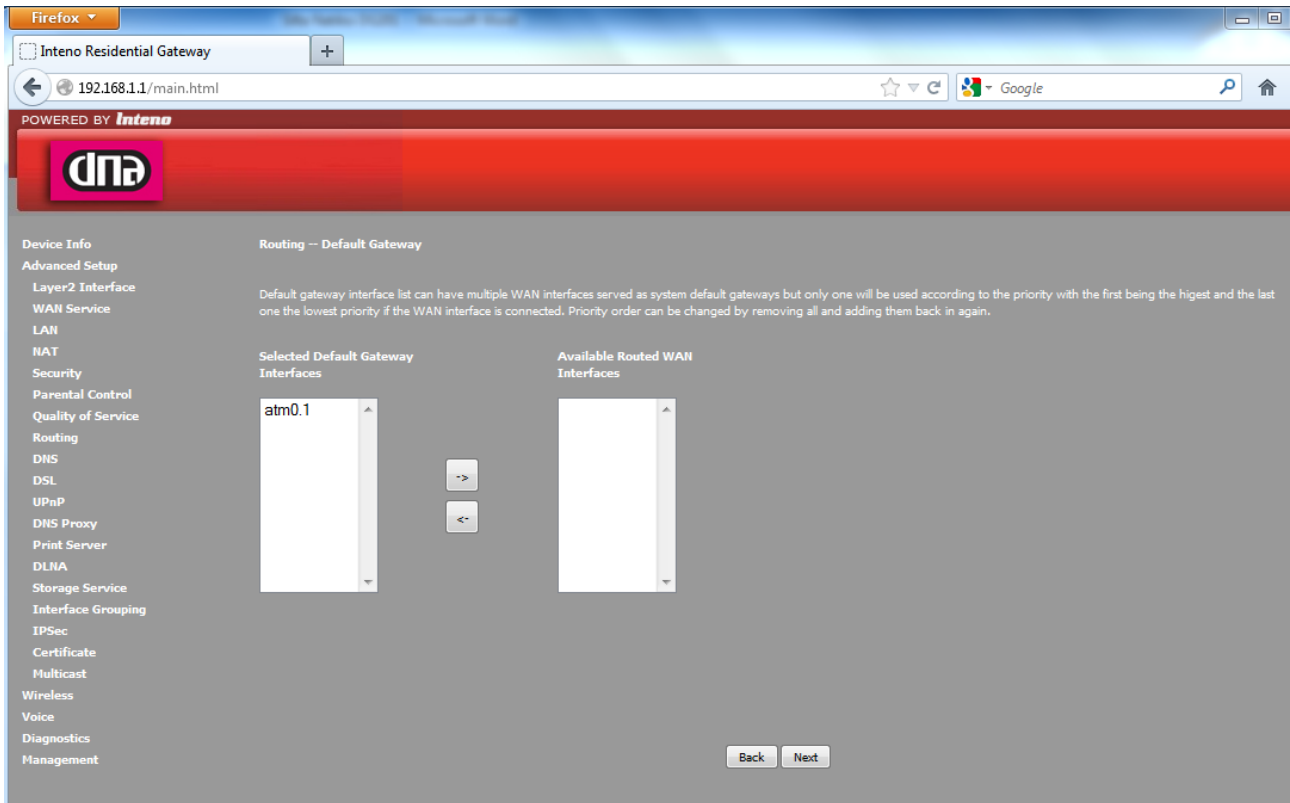 Firefox
Inteno Residential Gateway
+
192.168.1.1/main.html
Google
POWERED BY Inteno
dna
Device Info
Advanced Setup
Layer2 Interface
WAN Service
LAN
NAT
Security
Parental Control
Quality of Service
Routing
DNS
DSL
UPnP
DNS Proxy
Print Server
DLNA
Storage Service
Interface Grouping
IPSec
Certificate
Multicast
Wireless
Voice
Diagnostics
Management
Routing -- Default Gateway
Default gateway interface list can have multiple WAN interfaces served as system default gateways but only one will be used according to the priority with the first being the higest and the last
one the lowest priority if the WAN interface is connected. Priority order can be changed by removing all and adding them back in again.
Selected Default Gateway
Interfaces
Available Routed WAN
Interfaces
atm0.1
->
<-
Back Next